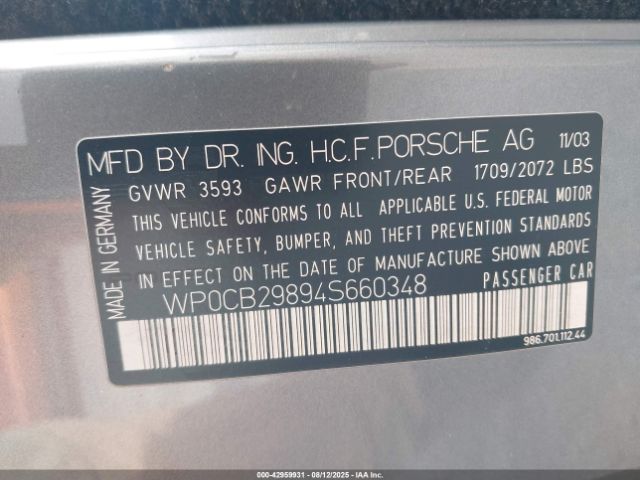 MFD BY DR. ING. H.C.F. PORSCHE AG 11/03
GVWR 3593 GAWR FRONT/REAR 1709/2072 LBS
THIS VEHICLE CONFORMS TO ALL APPLICABLE U.S. FEDERAL MOTOR
VEHICLE SAFETY, BUMPER, AND THEFT PREVENTION STANDARDS
IN EFFECT ON THE DATE OF MANUFACTURE SHOWN ABOVE
WP0CB29894S660348 PASSENGER CAR
986.701.112.44
MADE IN GERMANY
000-42959931 - 08/12/2025 - IAA Inc.